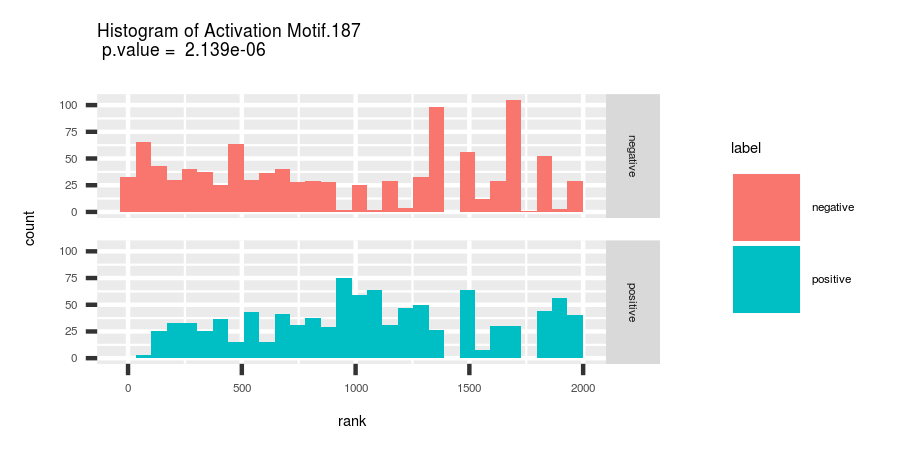 Histogram of Activation Motif.187
p.value = 2.139e-06
count
100
75
50
25
0
negative
100
75
50
25
0
positive
0 500 1000 1500 2000
rank
label
negative
positive